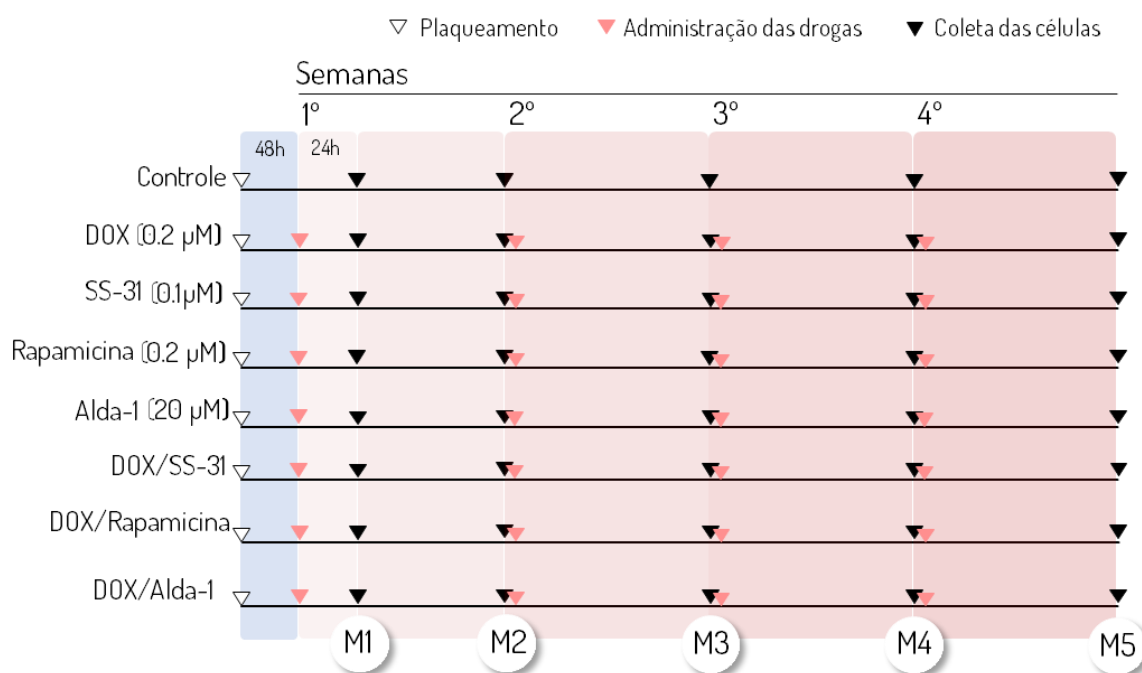 Plaqueamento Administração das drogas Coleta das células
Semanas
1º 2º 3º 4º
48h 24h
Controle
DOX (0.2 µM)
SS-31 (0.1µM)
Rapamicina (0.2 µM)
Alda-1 (20 µM)
DOX/SS-31
DOX/Rapamicina
DOX/Alda-1
M1 M2 M3 M4 M5